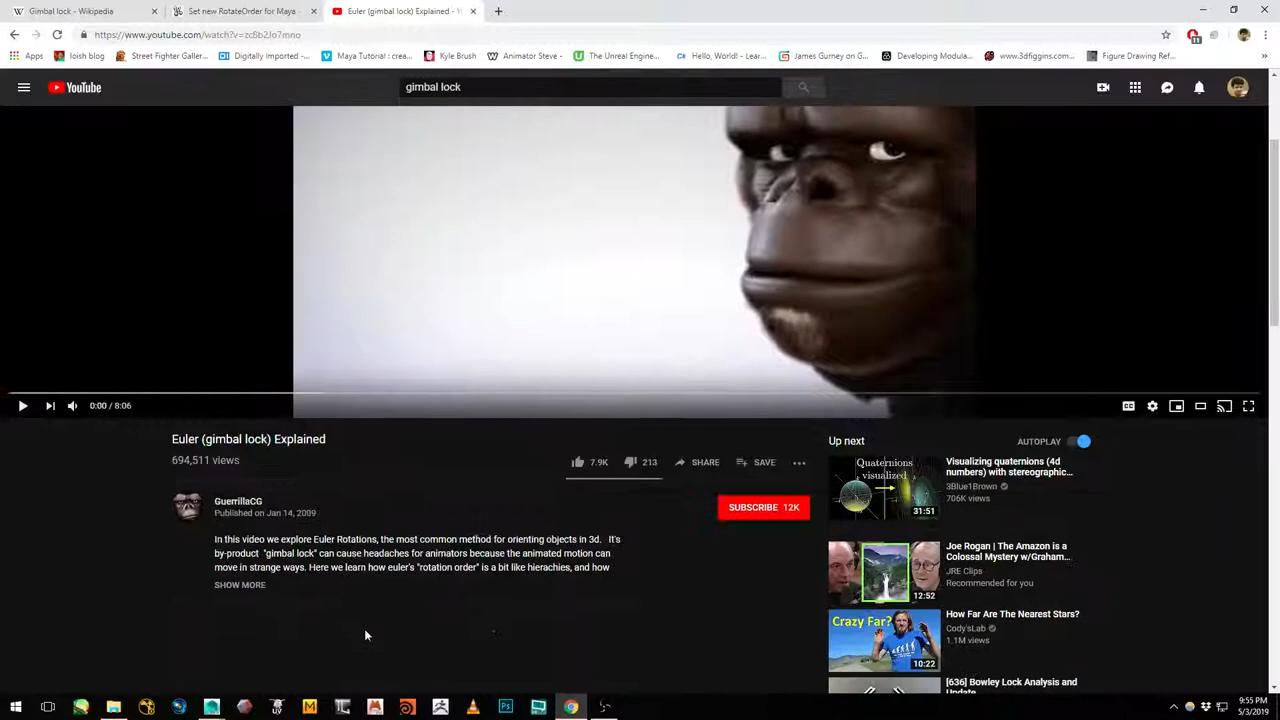 Gimbal lock - Wikipedia
Set new RotateOrder for Maya -
Euler (gimbal lock) Explained -
https://www.youtube.com/watch?v=zc8b2Jo7mno
Apps
loish blog
Street Fighter Galler...
Digitally Imported -...
Maya Tutorial : crea...
Kyle Brush
Animator Steve -
The Unreal Engine...
Hello, World! - Lear...
James Gurney on G...
Developing Modula...
www.3dfiggins.com
Figure Drawing Ref...
YouTube
gimbal lock
0:00 / 8:06
Euler (gimbal lock) Explained
694,511 views
7.9K
213
SHARE
SAVE
GuerrillaCG
Published on Jan 14, 2009
SUBSCRIBE 12K
In this video we explore Euler Rotations, the most common method for orienting objects in 3d. It's
by-product "gimbal lock" can cause headaches for animators because the animated motion can
move in strange ways. Here we learn how euler's "rotation order" is a bit like hierachies, and how
SHOW MORE
Up next
AUTOPLAY
Quaternions
visualized
31:51
Visualizing quaternions (4d
numbers) with stereographic...
3Blue1Brown
706K views
12:52
Joe Rogan | The Amazon is a
Colossal Mystery w/Graham...
JRE Clips
Recommended for you
Crazy Far?
10:22
How Far Are The Nearest Stars?
Cody'sLab
1.1M views
[636] Bowley Lock Analysis and
Update
9:55 PM
5/3/2019